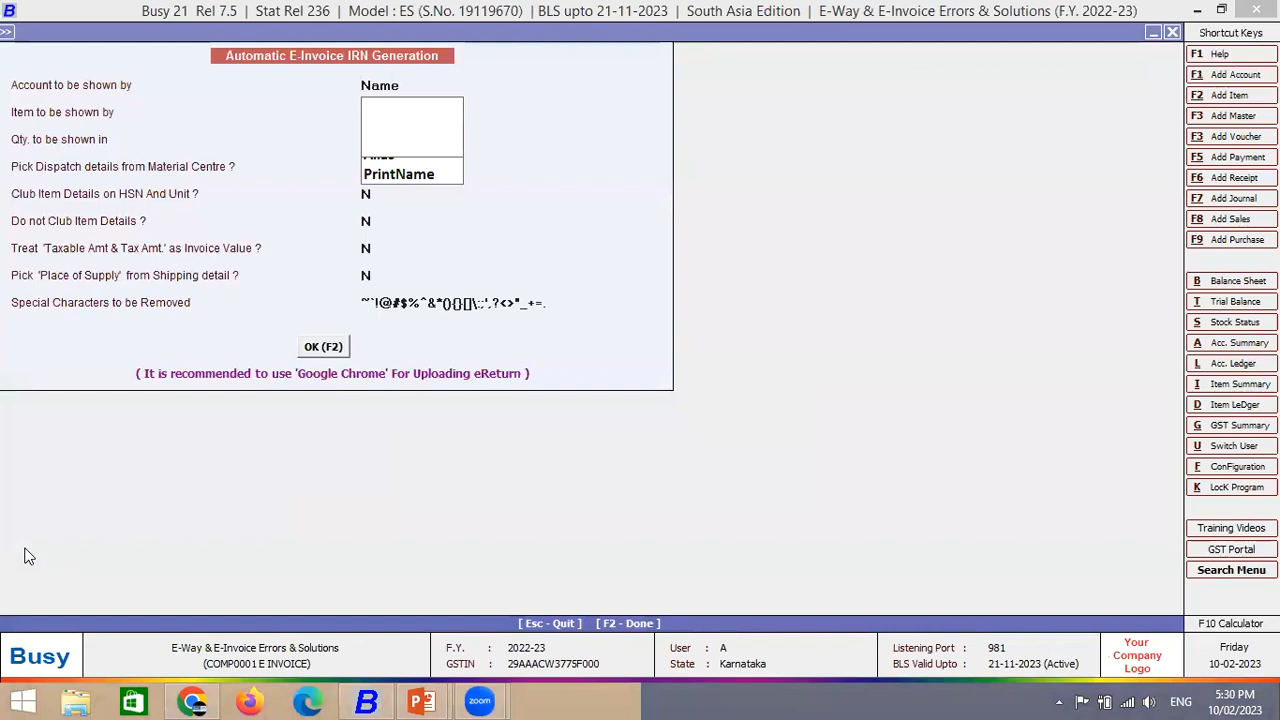 Busy 21 Rel 7.5 | Stat Rel 236 | Model : ES (S.No. 19119670) | BLS upto 21-11-2023 | South Asia Edition | E-Way & E-Invoice Errors & Solutions (F.Y. 2022-23)
>>
Automatic E-Invoice IRN Generation
Account to be shown by Name
Item to be shown by
Qty. to be shown in
Pick Dispatch details from Material Centre ?
PrintName
Club Item Details on HSN And Unit ? N
Do not Club Item Details ? N
Treat 'Taxable Amt & Tax Amt.' as Invoice Value ? N
Pick 'Place of Supply' from Shipping detail ? N
Special Characters to be Removed ~`!@#$%^&*(){}[]\:;',?<>"_+=.
OK (F2)
( It is recommended to use 'Google Chrome' For Uploading eReturn )
Shortcut Keys
F1 Help
F1 Add Account
F2 Add Item
F3 Add Master
F3 Add Voucher
F5 Add Payment
F6 Add Receipt
F7 Add Journal
F8 Add Sales
F9 Add Purchase
B Balance Sheet
T Trial Balance
S Stock Status
A Acc. Summary
L Acc. Ledger
I Item Summary
D Item LeDger
G GST Summary
U Switch User
F ConFiguration
K LocK Program
Training Videos
GST Portal
Search Menu
[ Esc - Quit ] [ F2 - Done ]
F10 Calculator
Busy
E-Way & E-Invoice Errors & Solutions
(COMP0001 E INVOICE)
F.Y. : 2022-23
GSTIN : 29AAACW3775F000
User : A
State : Karnataka
Listening Port : 981
BLS Valid Upto : 21-11-2023 (Active)
Your
Company
Logo
Friday
10-02-2023
B
zoom
ENG
5:30 PM
10/02/2023